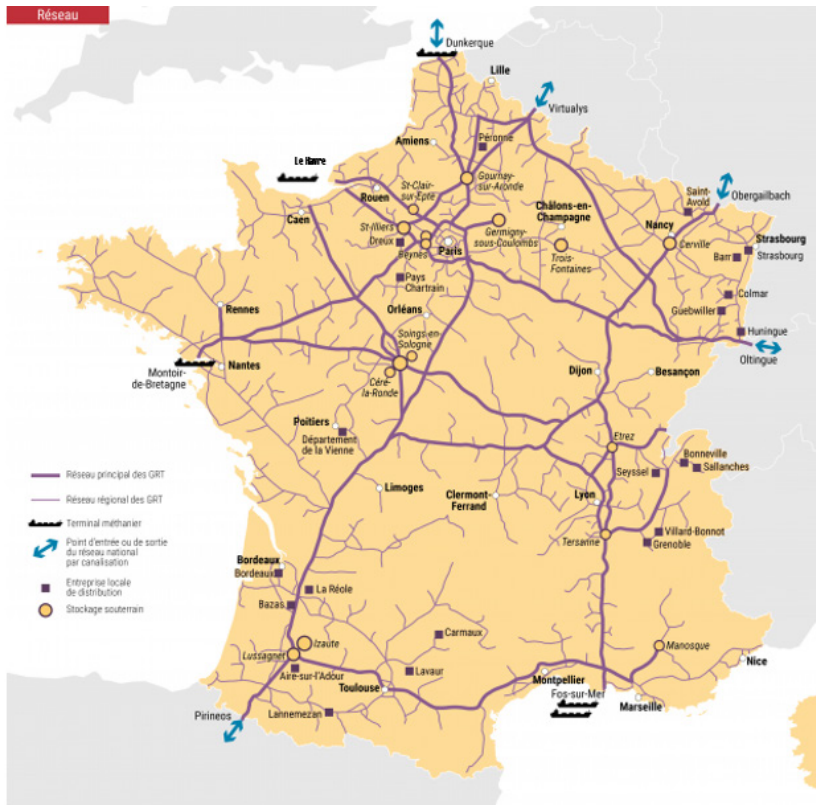 Réseau
Dunkerque
Lille
Virtualys
Péronne
Amiens
Le Havre
Rouen
St-Clair
sur-Epte
Gournay
sur-Aronde
Caen
St-Illiers
Dreux
Beynes
Paris
Germigny-
sous-Coulombs
Châlons-en-
Champagne
Trois-
Fontaines
Saint-
Avold
Obergailbach
Nancy
Cerville
Strasbourg
Strasbourg
Barr
Colmar
Guebwiller
Huningue
Oltingue
Pays
Chartrain
Orléans
Rennes
Soings-en-
Sologne
Céré-
la-Ronde
Nantes
Montoir-
de-Bretagne
Dijon
Besançon
Poitiers
Département
de la Vienne
Etrez
Bonneville
Sallanches
Seyssel
Limoges
Clermont-
Ferrand
Lyon
Tersanne
Villard-Bonnot
Grenoble
Réseau principal des GRT
Réseau régional des GRT
Terminal méthanier
Point d'entrée ou de sortie
du réseau national
par canalisation
Entreprise locale
de distribution
Stockage souterrain
Bordeaux
Bordeaux
La Réole
Bazas
Izaute
Lussagnet
Aire-sur-l'Adour
Carmaux
Lavaur
Toulouse
Lannemezan
Pirineos
Manosque
Nice
Montpellier
Fos-sur-Mer
Marseille